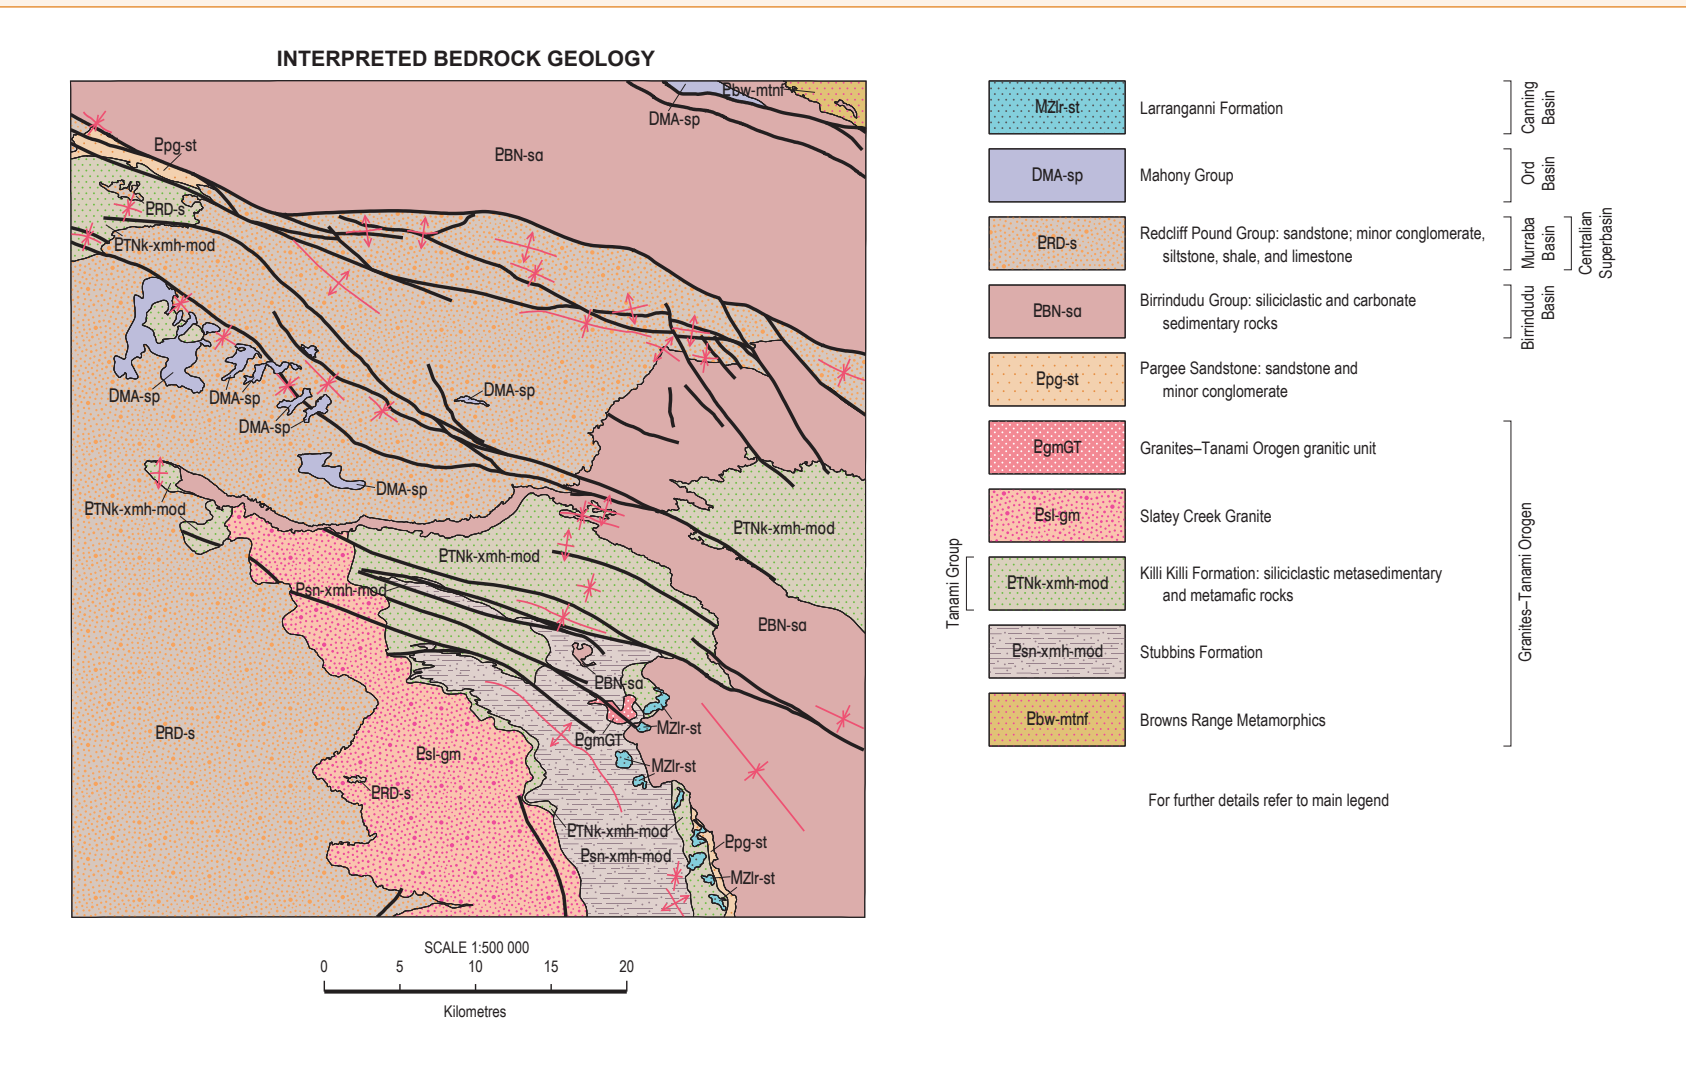 INTERPRETED BEDROCK GEOLOGY
Ꝑbw-mtnf
DMA-sp
Ꝑpg-st
ꝐBN-sa
ꝐRD-s
ꝐTNk-xmh-mod
DMA-sp
DMA-sp
DMA-sp
DMA-sp
DMA-sp
ꝐTNk-xmh-mod
ꝐTNk-xmh-mod
ꝐTNk-xmh-mod
Ꝑsn-xmh-mod
ꝐBN-sa
ꝐBN-sa
MZlr-st
ꝐRD-s
ꝐgmGT
Ꝑsl-gm
MZlr-st
ꝐRD-s
ꝐTNk-xmh-mod
Ꝑpg-st
Ꝑsn-xmh-mod
MZlr-st
SCALE 1:500 000
0 5 10 15 20
Kilometres
MZlr-st
Larranganni Formation
Canning
Basin
DMA-sp
Mahony Group
Ord
Basin
ꝐRD-s
Redcliff Pound Group: sandstone; minor conglomerate,
siltstone, shale, and limestone
Murraba
Basin
Centralian
Superbasin
ꝐBN-sa
Birrindudu Group: siliciclastic and carbonate
sedimentary rocks
Birrindudu
Basin
Ꝑpg-st
Pargee Sandstone: sandstone and
minor conglomerate
ꝐgmGT
Granites–Tanami Orogen granitic unit
Ꝑsl-gm
Slatey Creek Granite
Tanami Group
ꝐTNk-xmh-mod
Killi Killi Formation: siliciclastic metasedimentary
and metamafic rocks
Ꝑsn-xmh-mod
Stubbins Formation
Ꝑbw-mtnf
Browns Range Metamorphics
Granites–Tanami Orogen
For further details refer to main legend